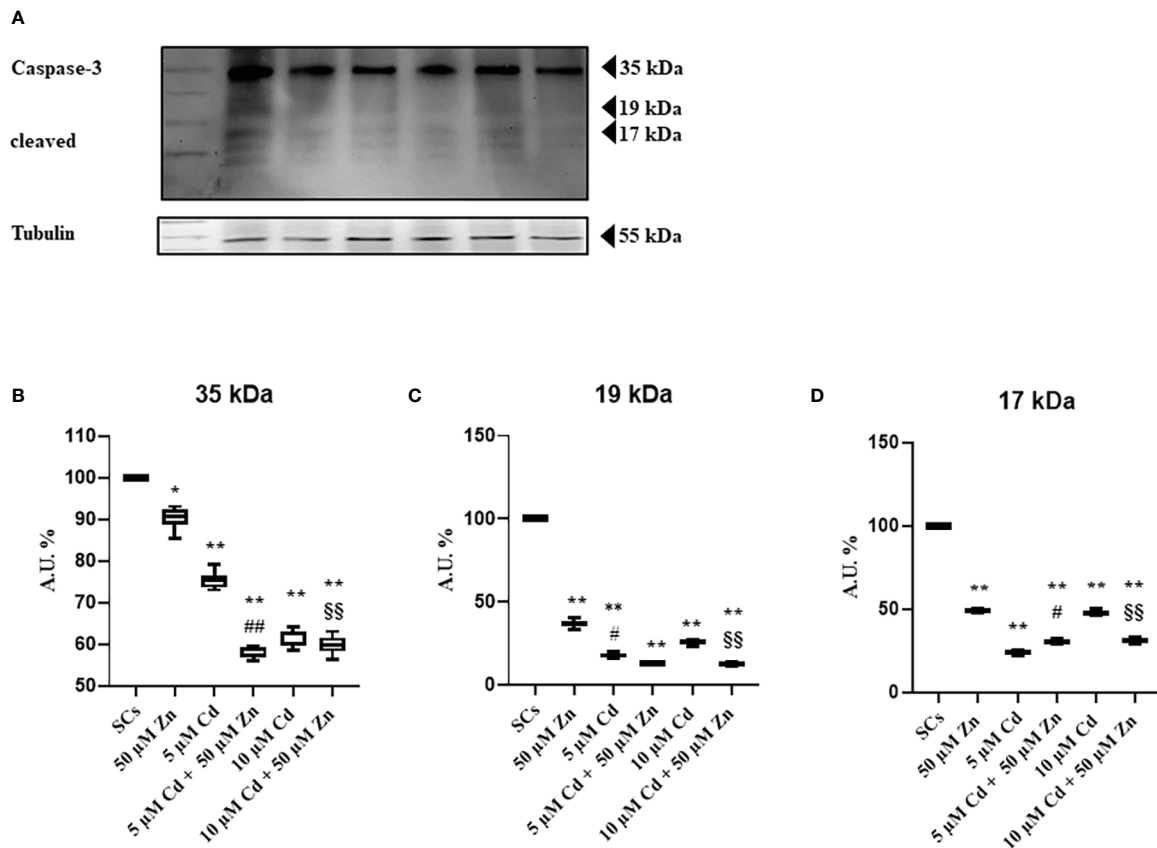 A
Caspase-3
cleaved
Tubulin
35 kDa
19 kDa
17 kDa
55 kDa
B
35 kDa
A.U. %
110
100
90
80
70
60
50
*
**
**
##
**
**
§§
SCs
50 µM Zn
5 µM Cd
5 µM Cd + 50 µM Zn
10 µM Cd
10 µM Cd + 50 µM Zn
C
19 kDa
A.U. %
150
100
50
0
**
**
#
**
**
**
§§
SCs
50 µM Zn
5 µM Cd
5 µM Cd + 50 µM Zn
10 µM Cd
10 µM Cd + 50 µM Zn
D
17 kDa
A.U. %
150
100
50
0
**
**
**
#
**
**
§§
SCs
50 µM Zn
5 µM Cd
5 µM Cd + 50 µM Zn
10 µM Cd
10 µM Cd + 50 µM Zn